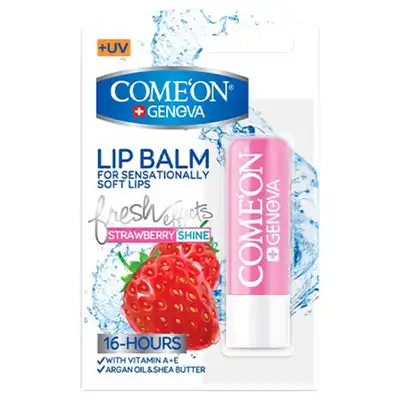 +UV
COME'ON®
GENEVA
LIP BALM
FOR SENSATIONALLY
SOFT LIPS
fresh effects
STRAWBERRY SHINE
16-HOURS
✓WITH VITAMIN A+E
✓ARGAN OIL&SHEA BUTTER
COME'ON
GENEVA